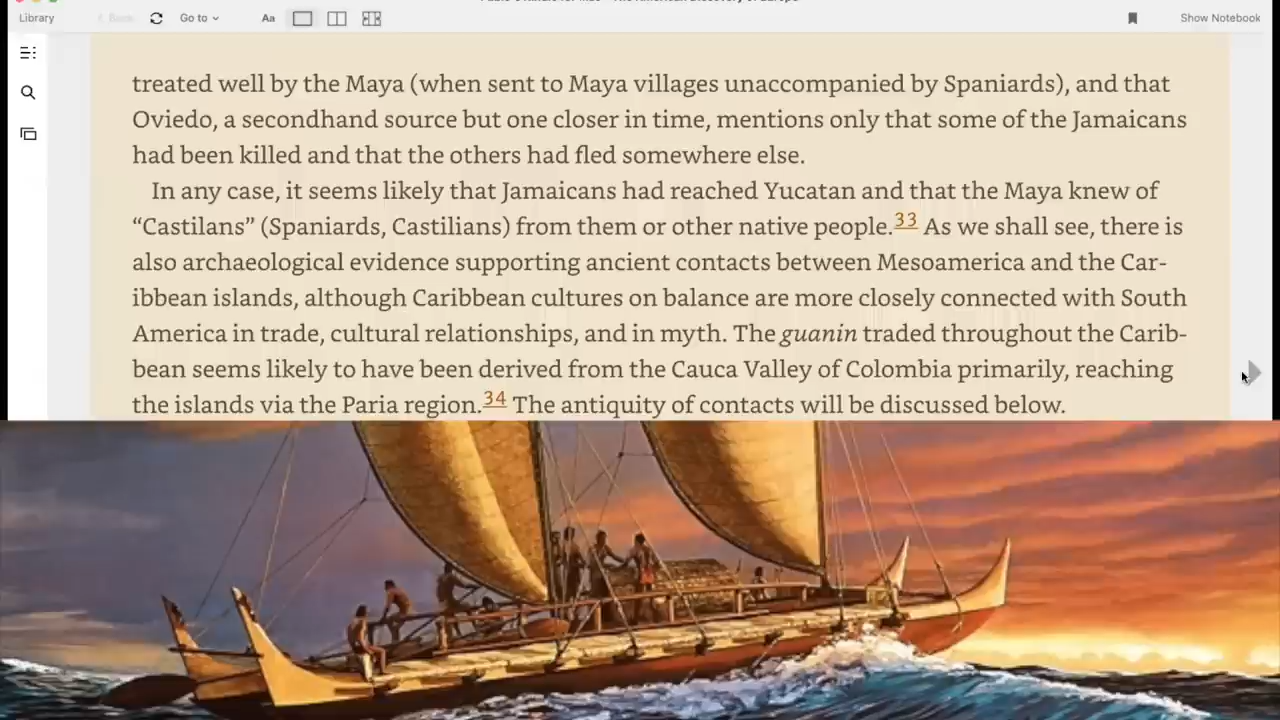 Library
Back
Go to
Aa
Show Notebook
treated well by the Maya (when sent to Maya villages unaccompanied by Spaniards), and that
Oviedo, a secondhand source but one closer in time, mentions only that some of the Jamaicans
had been killed and that the others had fled somewhere else.
In any case, it seems likely that Jamaicans had reached Yucatan and that the Maya knew of
“Castilans” (Spaniards, Castilians) from them or other native people.33 As we shall see, there is
also archaeological evidence supporting ancient contacts between Mesoamerica and the Car-
ibbean islands, although Caribbean cultures on balance are more closely connected with South
America in trade, cultural relationships, and in myth. The guanin traded throughout the Carib-
bean seems likely to have been derived from the Cauca Valley of Colombia primarily, reaching
the islands via the Paria region.34 The antiquity of contacts will be discussed below.